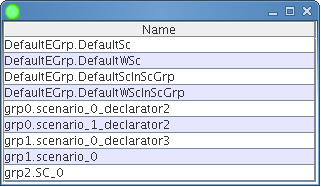 Name
DefaultEGrp.DefaultSc
DefaultEGrp.DefaultWSc
DefaultEGrp.DefaultScInScGrp
DefaultEGrp.DefaultWScInScGrp
grp0.scenario_0_declarator2
grp0.scenario_1_declarator2
grp1.scenario_0_declarator3
grp1.scenario_0
grp2.SC_0